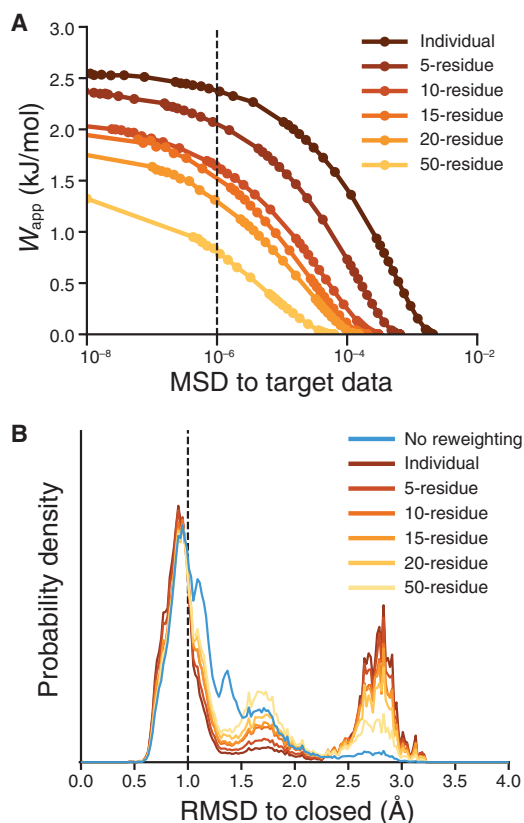 A
Individual
5-residue
10-residue
15-residue
20-residue
50-residue
3.0
2.5
2.0
1.5
1.0
0.5
0.0
W_app (kJ/mol)
10⁻⁸
10⁻⁶
10⁻⁴
10⁻²
MSD to target data
B
No reweighting
Individual
5-residue
10-residue
15-residue
20-residue
50-residue
Probability density
0.0
0.5
1.0
1.5
2.0
2.5
3.0
3.5
4.0
RMSD to closed (Å)